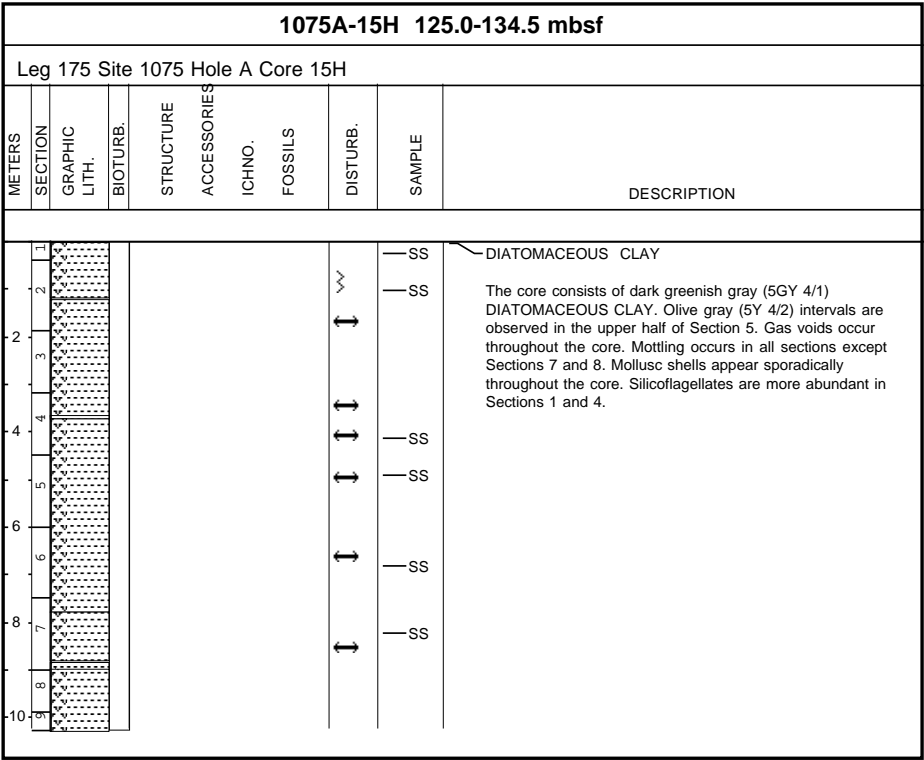 1075A-15H 125.0-134.5 mbsf
Leg 175 Site 1075 Hole A Core 15H
METERS
SECTION
GRAPHIC
LITH.
BIOTURB.
STRUCTURE
ACCESSORIES
ICHNO.
FOSSILS
DISTURB.
SAMPLE
DESCRIPTION
1
SS
DIATOMACEOUS CLAY
2
SS
The core consists of dark greenish gray (5GY 4/1)
DIATOMACEOUS CLAY. Olive gray (5Y 4/2) intervals are
observed in the upper half of Section 5. Gas voids occur
throughout the core. Mottling occurs in all sections except
Sections 7 and 8. Mollusc shells appear sporadically
throughout the core. Silicoflagellates are more abundant in
Sections 1 and 4.
2
3
4
4
SS
5
SS
6
6
SS
8
7
SS
8
10
9